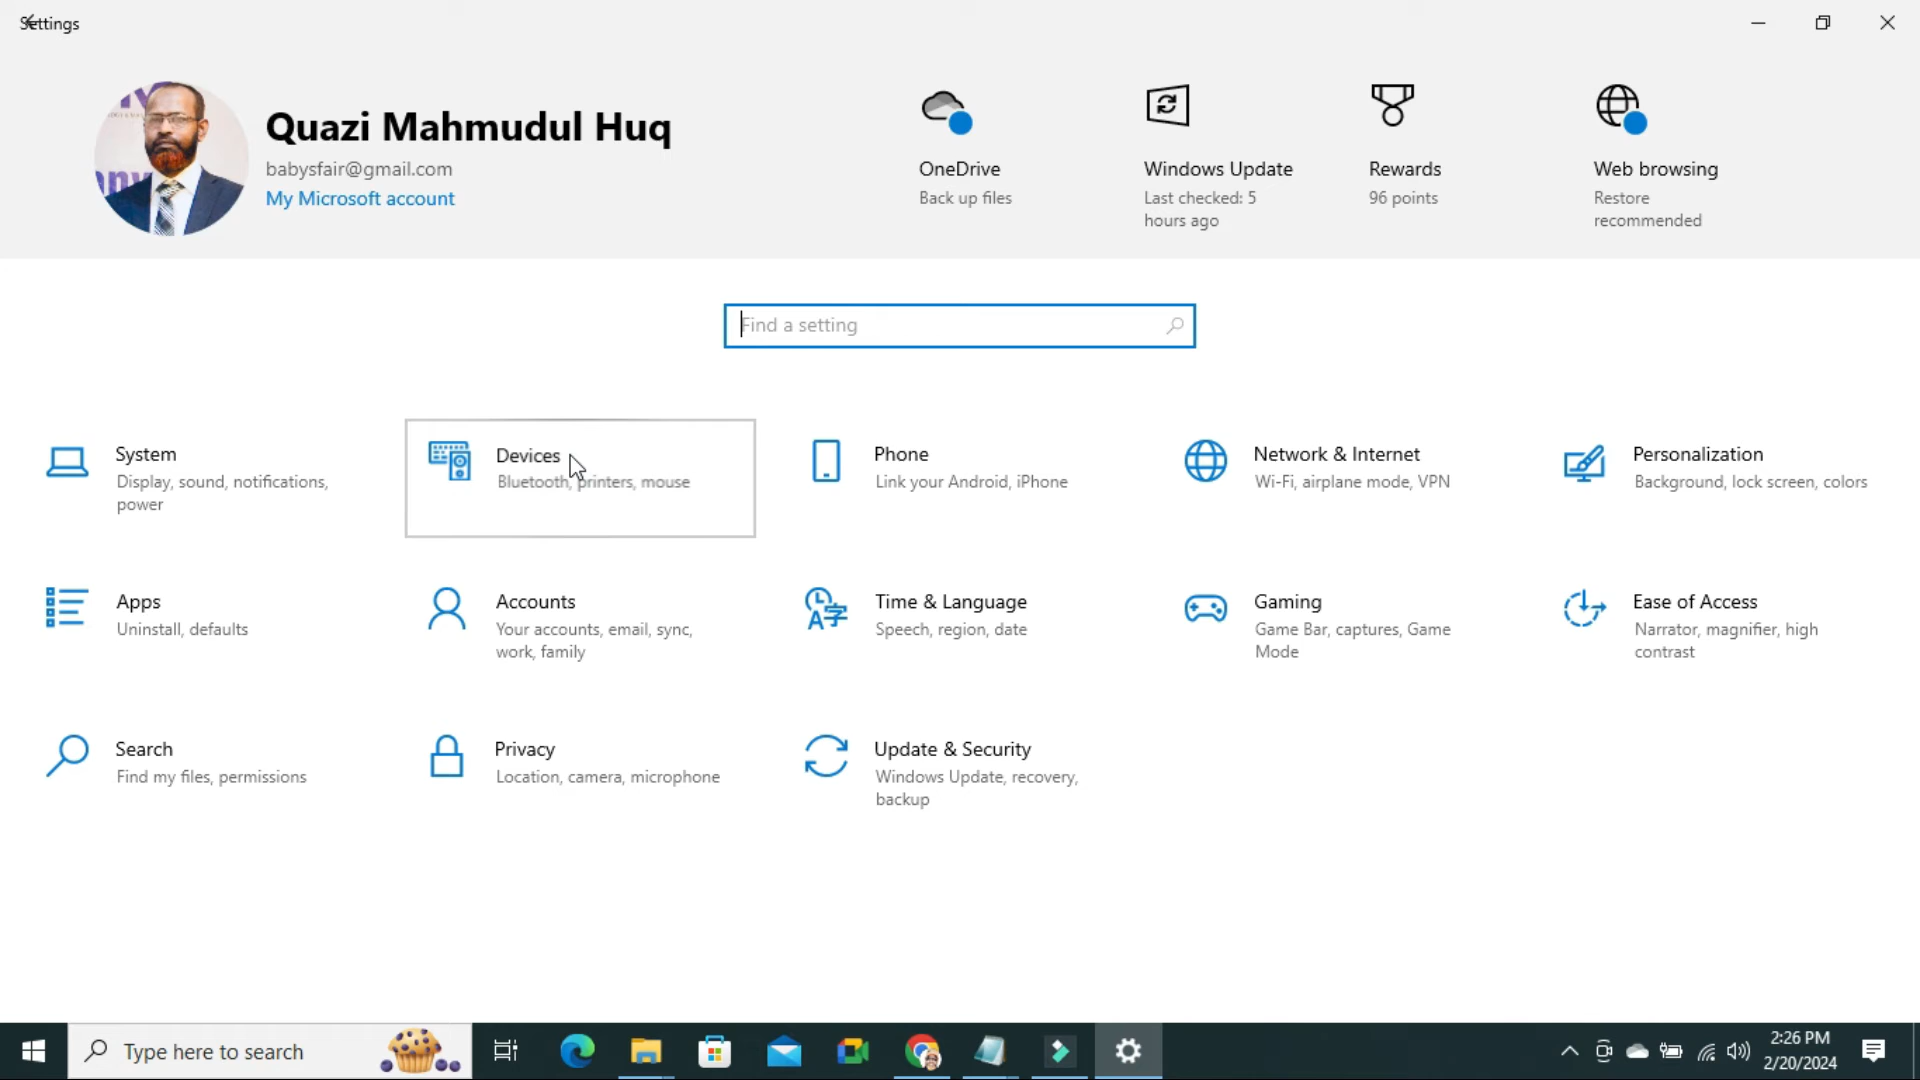 Settings
Quazi Mahmudul Huq
babysfair@gmail.com
My Microsoft account
OneDrive
Back up files
Windows Update
Last checked: 5
hours ago
Rewards
96 points
Web browsing
Restore
recommended
Find a setting
System
Display, sound, notifications,
power
Devices
Bluetooth, printers, mouse
Phone
Link your Android, iPhone
Network & Internet
Wi-Fi, airplane mode, VPN
Personalization
Background, lock screen, colors
Apps
Uninstall, defaults
Accounts
Your accounts, email, sync,
work, family
Time & Language
Speech, region, date
Gaming
Game Bar, captures, Game
Mode
Ease of Access
Narrator, magnifier, high
contrast
Search
Find my files, permissions
Privacy
Location, camera, microphone
Update & Security
Windows Update, recovery,
backup
Type here to search
2:26 PM
2/20/2024